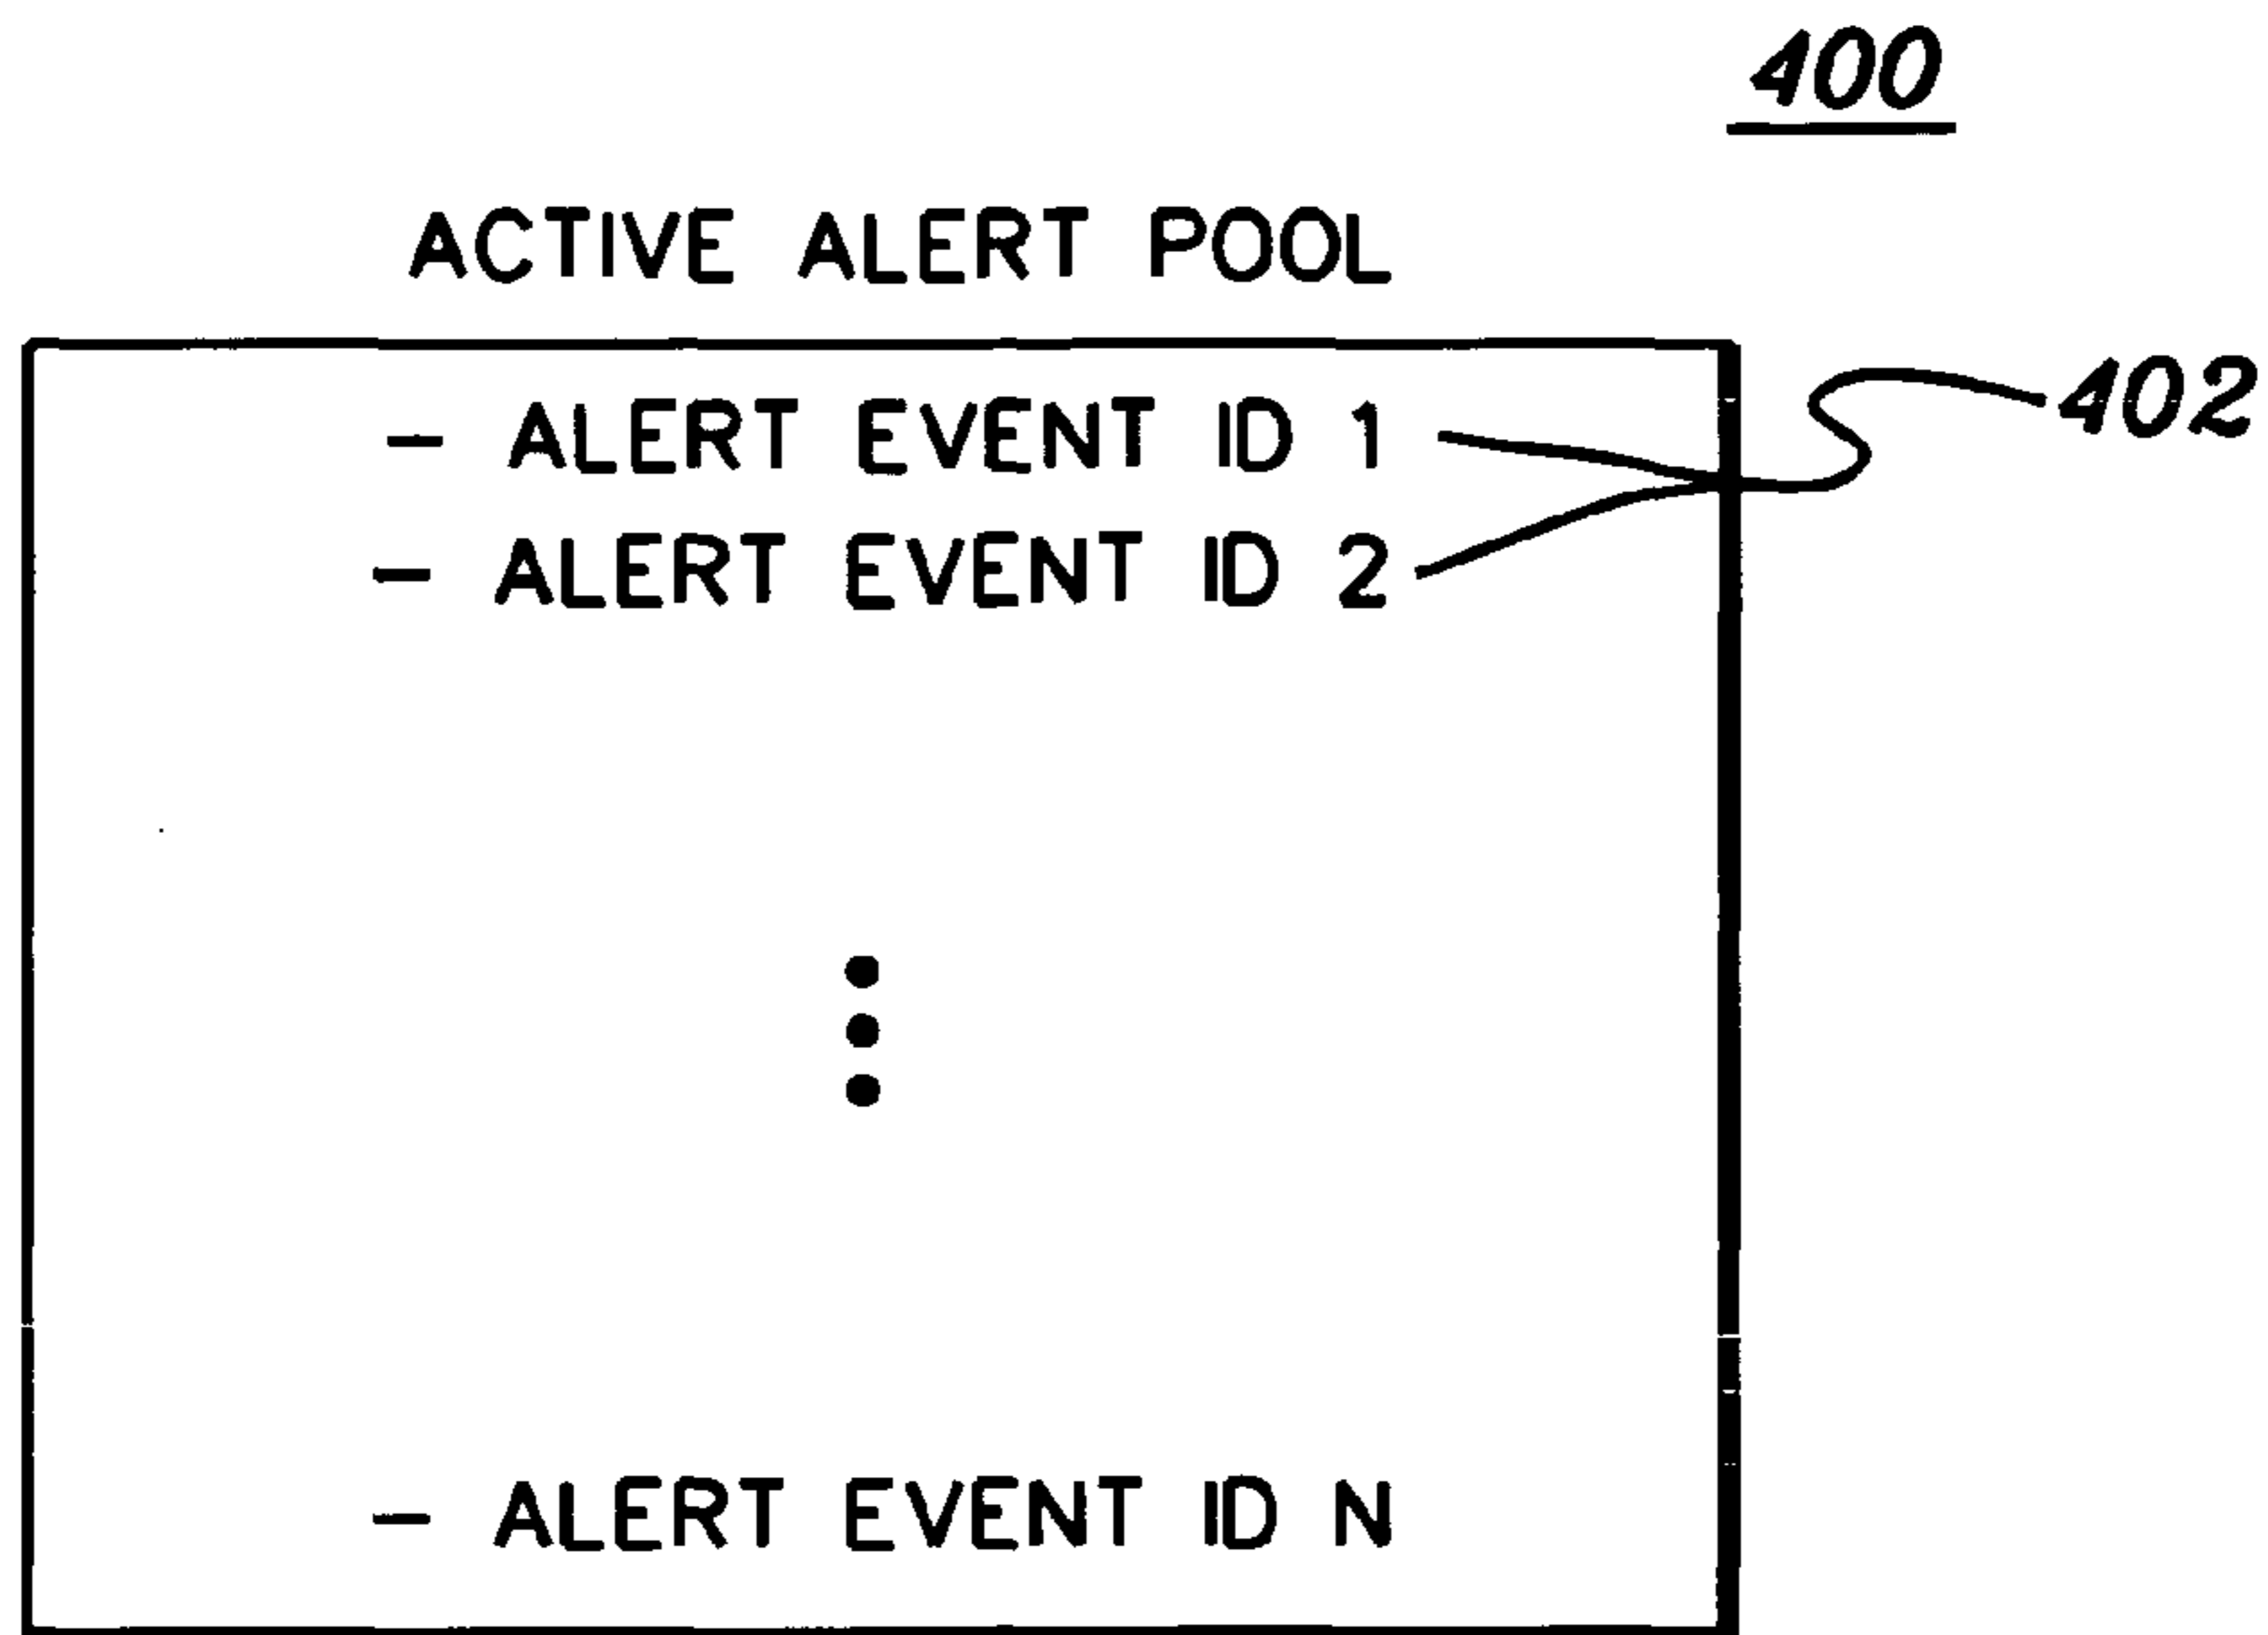 400
ACTIVE ALERT POOL
- ALERT EVENT ID 1
402
- ALERT EVENT ID 2
- ALERT EVENT ID N